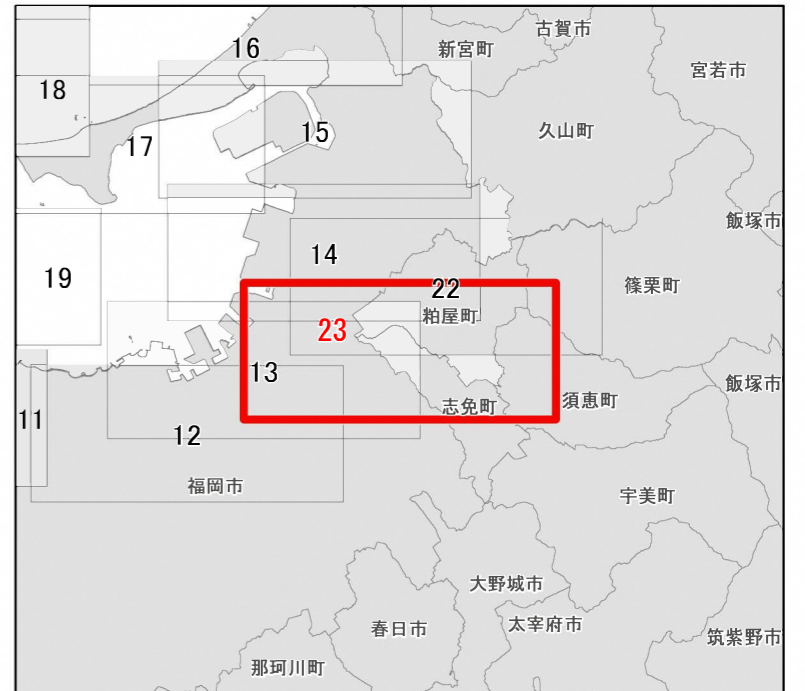 古賀市
16
新宮町
宮若市
18
15
久山町
17
飯塚市
14
19
22
篠栗町
粕屋町
23
13
飯塚市
須恵町
志免町
11
12
福岡市
宇美町
大野城市
太宰府市
春日市
筑紫野市
那珂川町